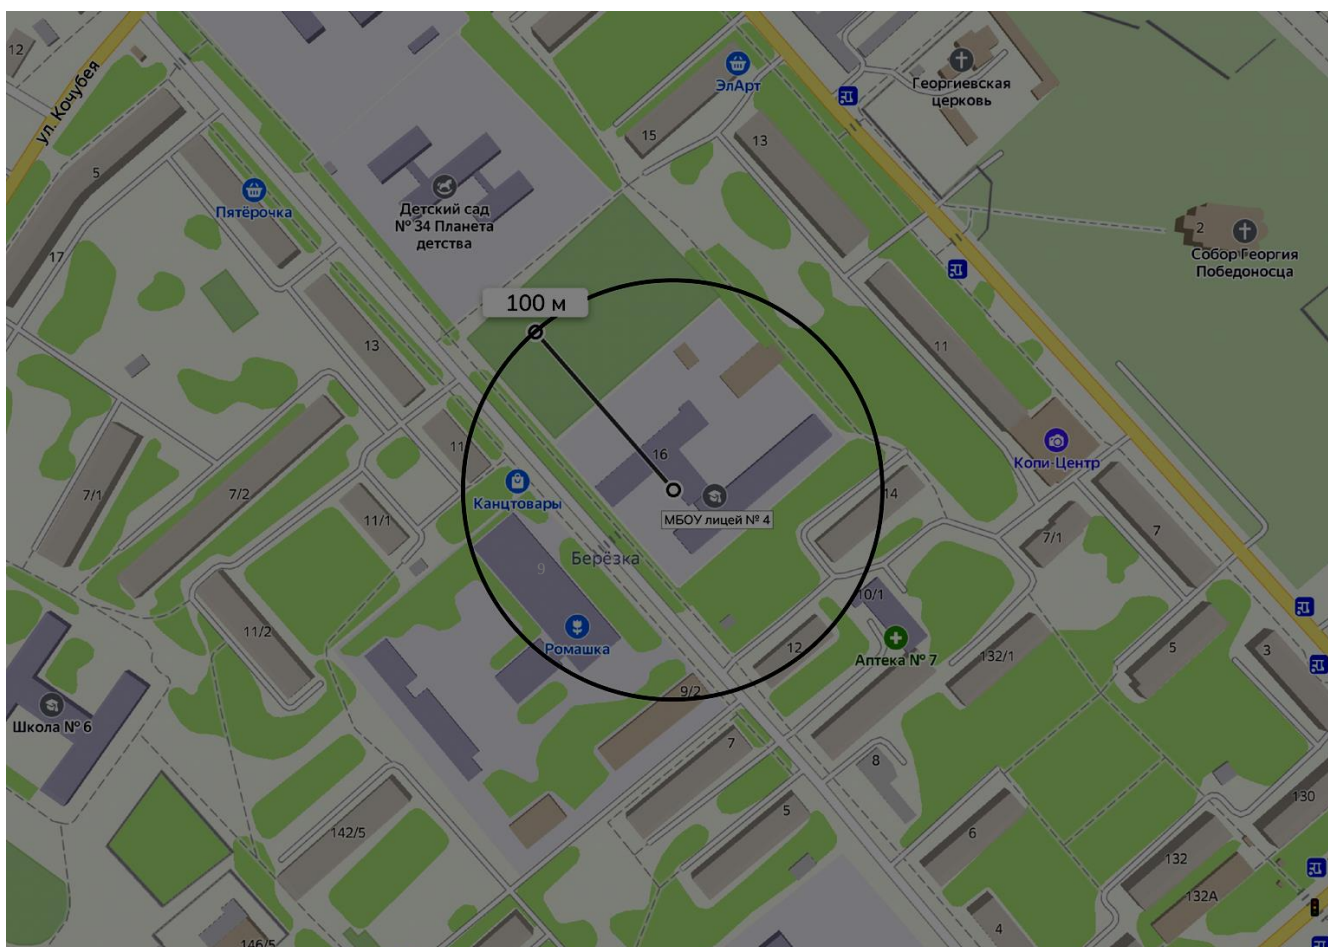 12
ул. Кочубея
ЭлАрт
Георгиевская
церковь
15
13
5
Пятёрочка
Детский сад
№ 34 Планета
детства
2
Собор Георгия
Победоносца
17
100 м
13
11
11
16
Копи-Центр
7/1
7/2
Канцтовары
14
11/1
МБОУ лицей № 4
7/1
7
Берёзка
9
10/1
11/2
Ромашка
12
Аптека № 7
132/1
5
3
9/2
Школа № 6
7
8
130
5
142/5
6
132
132А
4
146/5